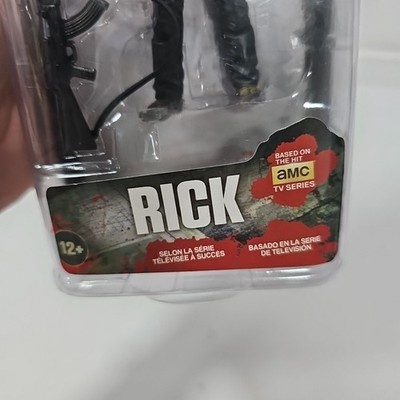 BASED ON
THE HIT
aMC
TV SERIES
RICK
12+
SELON LA SÉRIE
TÉLÉVISÉE À SUCCÈS
BASADO EN LA SERIE
DE TELEVISIÓN